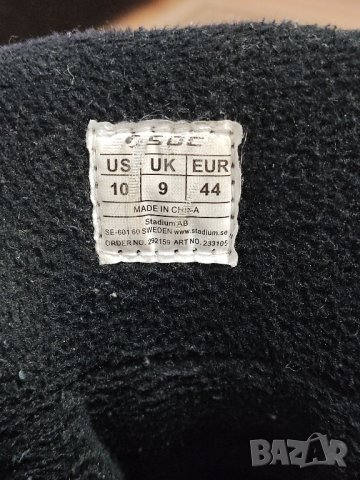 SOC
US UK EUR
10 9 44
MADE IN CHINA
Stadium AB
SE-601 60 SWEDEN www.stadium.se
ORDER NO. 292159 ART NO. 233105
BAZAR